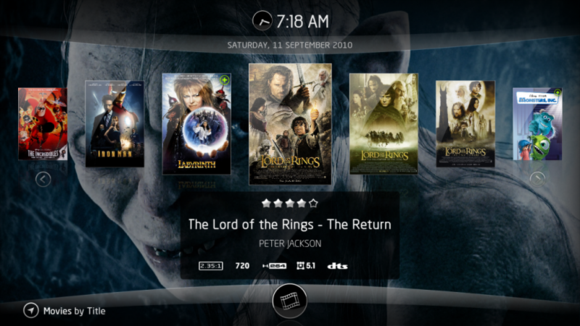 7:18 AM
SATURDAY, 11 SEPTEMBER 2010
THE INCREDIBLES
IRON MAN
LABYRINTH
THE LORD OF THE RINGS
THE LORD OF THE RINGS
THE LORD OF THE RINGS
MONSTERS, INC.
The Lord of the Rings - The Return
PETER JACKSON
2.35:1 720 H264 5.1 dts
Movies by Title